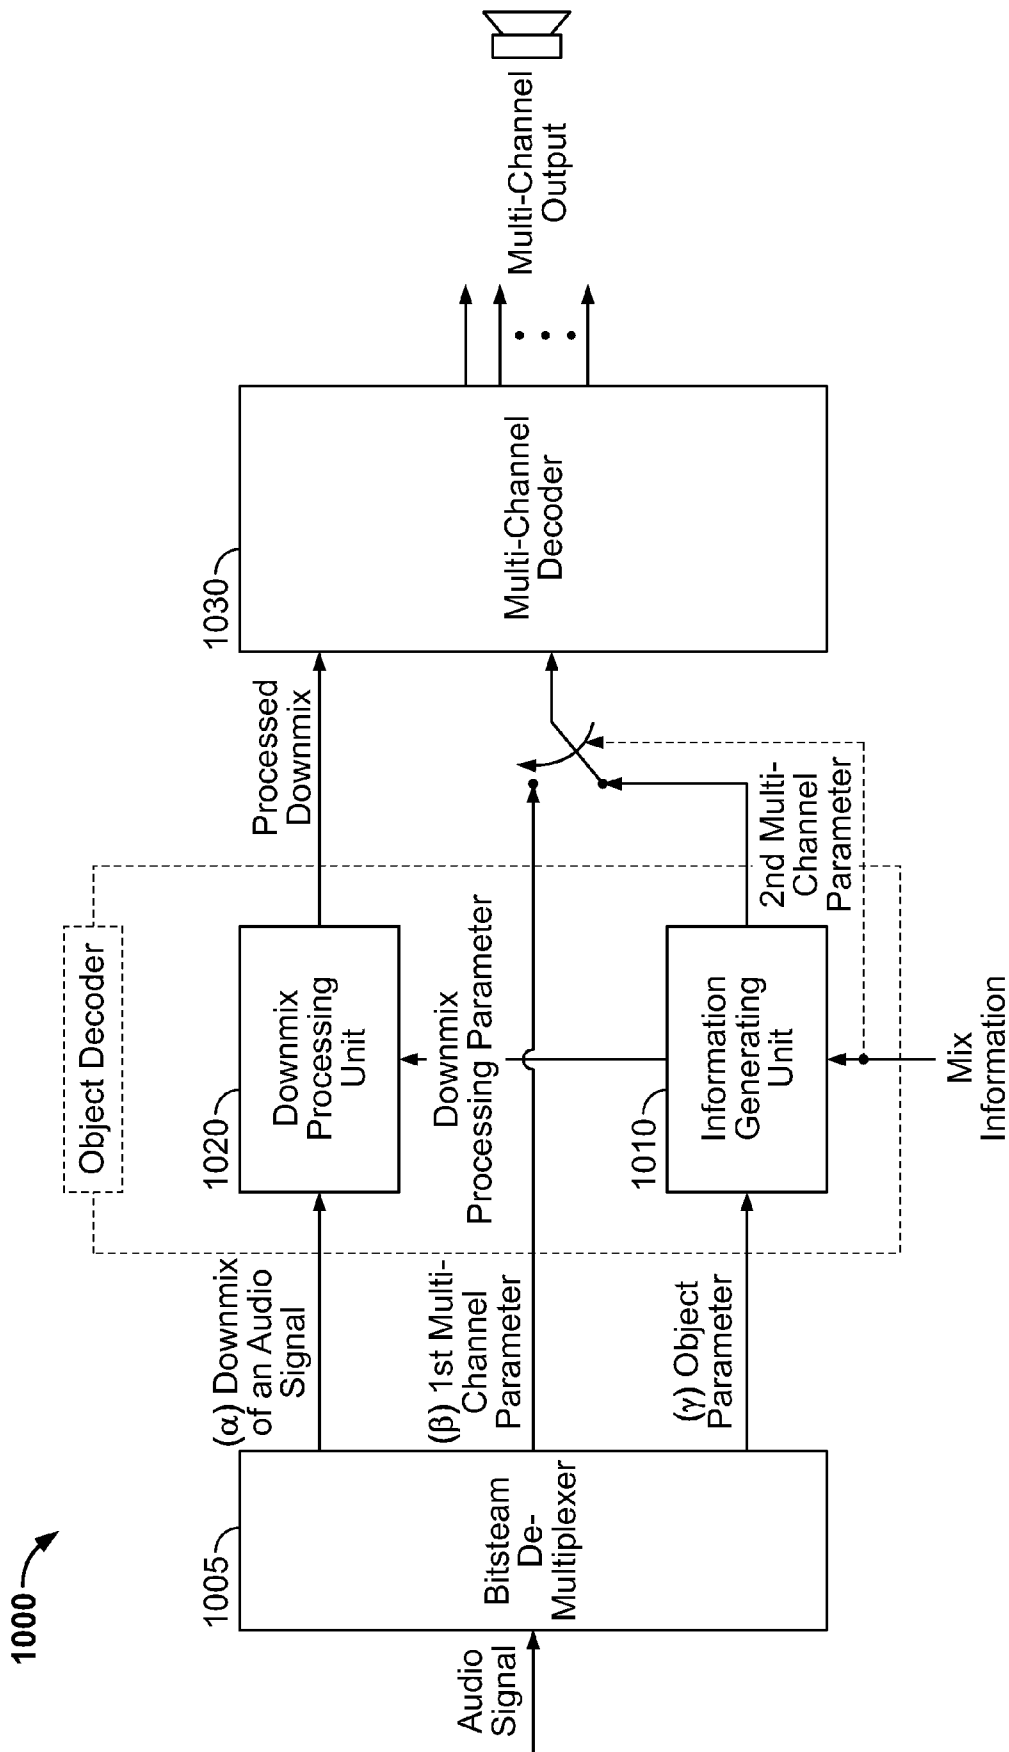 1000
Audio
Signal
1005
Bitsteam
De-
Multiplexer
(α) Downmix
of an Audio
Signal
(β) 1st Multi-
Channel
Parameter
(γ) Object
Parameter
Object Decoder
1020
Downmix
Processing
Unit
Downmix
Processing Parameter
1010
Information
Generating
Unit
Mix
Information
Processed
Downmix
2nd Multi-
Channel
Parameter
1030
Multi-Channel
Decoder
Multi-Channel
Output